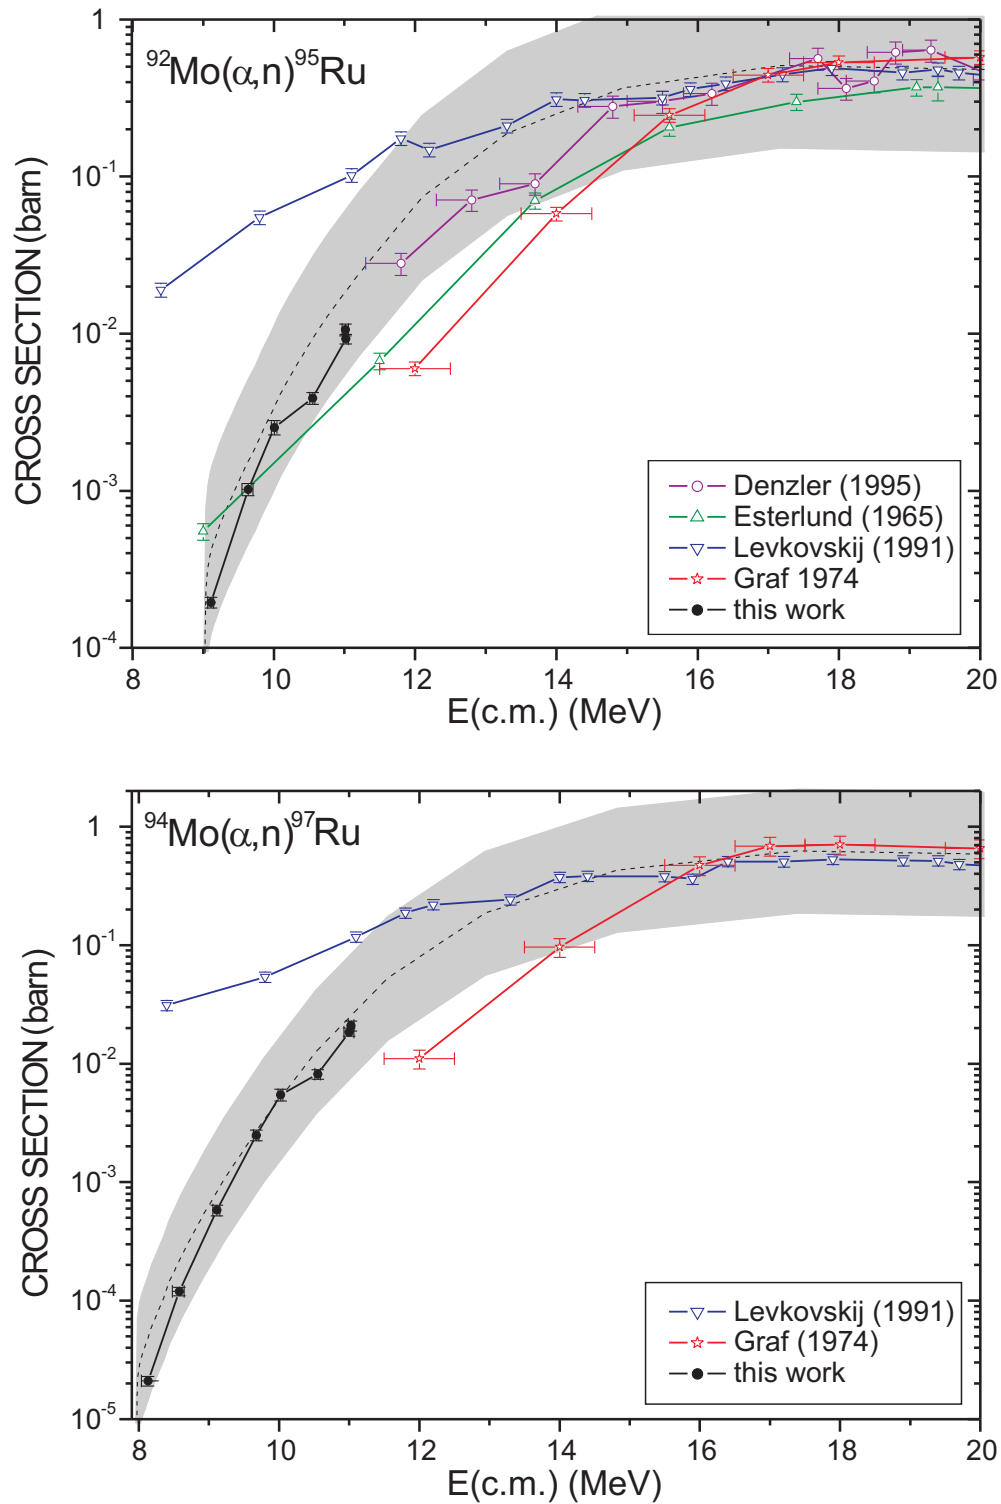 1
10⁻¹
10⁻²
10⁻³
10⁻⁴
CROSS SECTION (barn)
⁹²Mo(α,n)⁹⁵Ru
Denzler (1995)
Esterlund (1965)
Levkovskij (1991)
Graf 1974
this work
8 10 12 14 16 18 20
E(c.m.) (MeV)
1
10⁻¹
10⁻²
10⁻³
10⁻⁴
10⁻⁵
CROSS SECTION (barn)
⁹⁴Mo(α,n)⁹⁷Ru
Levkovskij (1991)
Graf (1974)
this work
8 10 12 14 16 18 20
E(c.m.) (MeV)